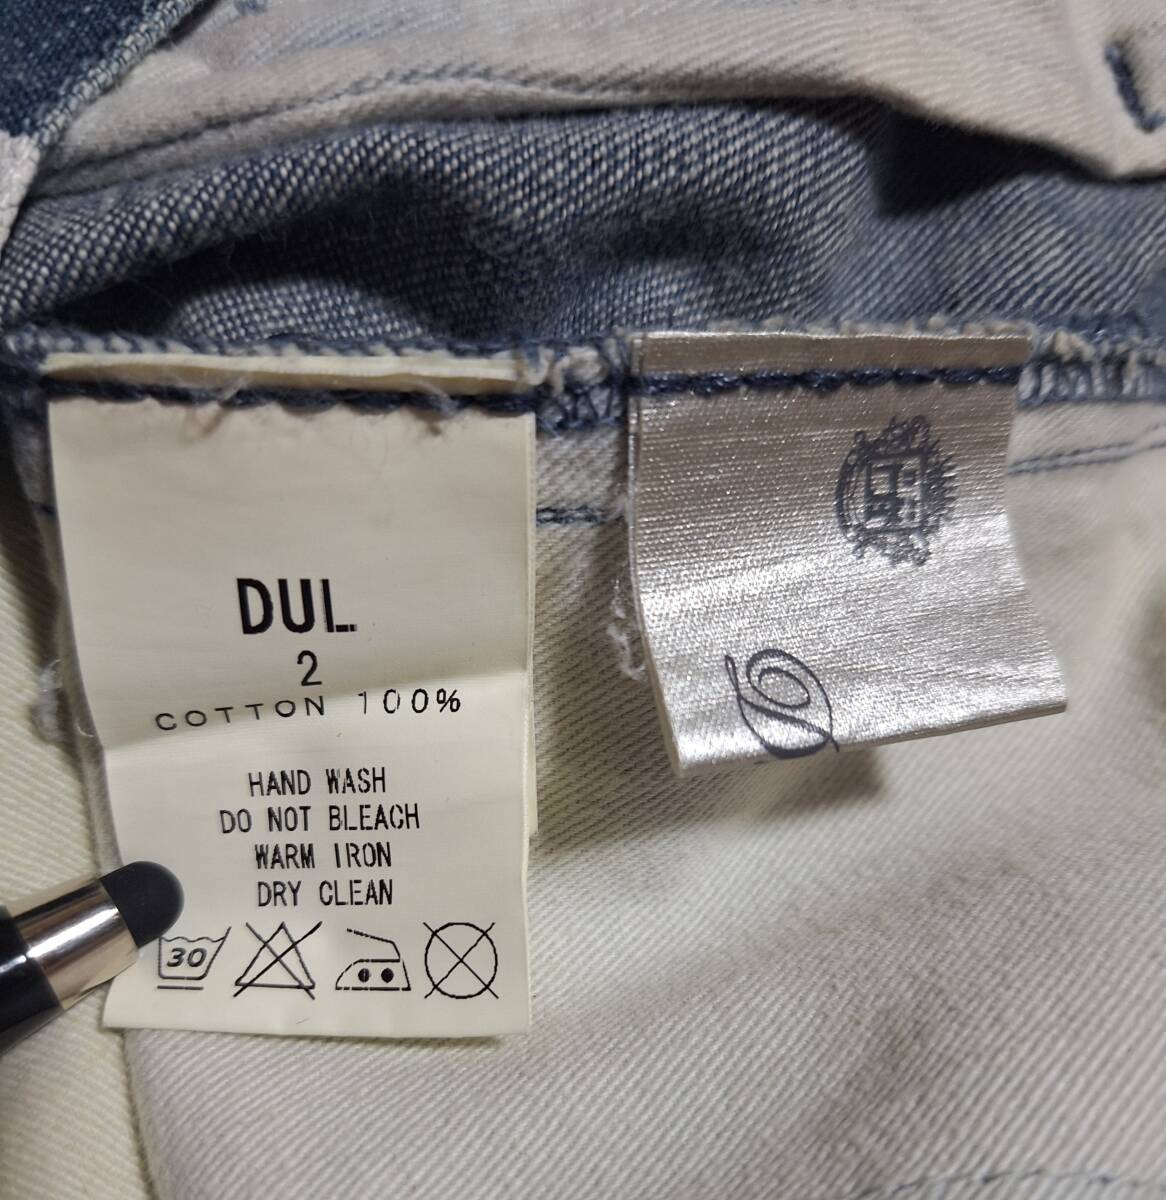 DUL.
2
COTTON 100%
HAND WASH
DO NOT BLEACH
WARM IRON
DRY CLEAN
30